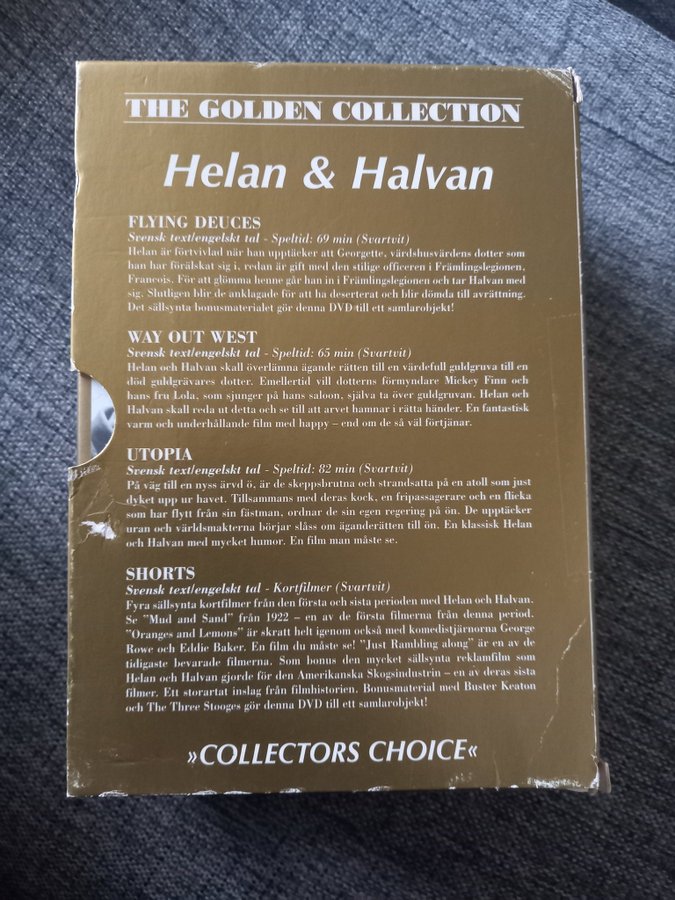 THE GOLDEN COLLECTION
Helan & Halvan
FLYING DEUCES
Svensk text/engelskt tal - Speltid: 69 min (Svartvit)
Helan är förtvivlad när han upptäcker att Georgette, värdshusvärdens dotter som
han har förälskat sig i, redan är gift med den stilige officeren i Främlingslegionen,
Francois. För att glömma henne går han in i Främlingslegionen och tar Halvan med
sig. Slutligen blir de anklagade för att ha deserterat och blir dömda till avrättning.
Det sällsynta bonusmaterialet gör denna DVD till ett samlarobjekt!
WAY OUT WEST
Svensk text/engelskt tal - Speltid: 65 min (Svartvit)
Helan och Halvan skall överlämna ägande rätten till en värdefull guldgruva till en
död guldgrävares dotter. Emellertid vill dotterns förmyndare Mickey Finn och
hans fru Lola, som sjunger på hans saloon, själva ta över guldgruvan. Helan och
Halvan skall reda ut detta och se till att arvet hamnar i rätta händer. En fantastisk
varm och underhållande film med happy – end om de så väl förtjänar.
UTOPIA
Svensk text/engelskt tal - Speltid: 82 min (Svartvit)
På väg till en nyss ärvd ö, är de skeppsbrutna och strandsatta på en atoll som just
dyket upp ur havet. Tillsammans med deras kock, en fripassagerare och en flicka
som har flytt från sin fästman, ordnar de sin egen regering på ön. De upptäcker
uran och världsmakterna börjar slåss om äganderätten till ön. En klassisk Helan
och Halvan med mycket humor. En film man måste se.
SHORTS
Svensk text/engelskt tal - Kortfilmer (Svartvit)
Fyra sällsynta kortfilmer från den första och sista perioden med Helan och Halvan.
Se ”Mud and Sand” från 1922 – en av de första filmerna från denna period.
”Oranges and Lemons” är skratt helt igenom också med komedistjärnorna George
Rowe och Eddie Baker. En film du måste se! ”Just Rambling along” är en av de
tidigaste bevarade filmerna. Som bonus den mycket sällsynta reklamfilm som
Helan och Halvan gjorde för den Amerikanska Skogsindustrin – en av deras sista
filmer. Ett storartat inslag från filmhistorien. Bonusmaterial med Buster Keaton
och The Three Stooges gör denna DVD till ett samlarobjekt!
»COLLECTORS CHOICE«